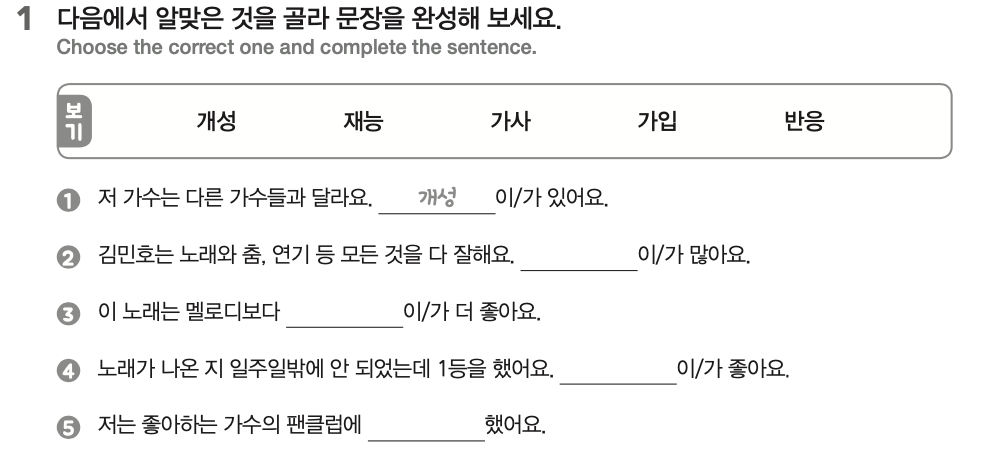 1 다음에서 알맞은 것을 골라 문장을 완성해 보세요.
Choose the correct one and complete the sentence.
보기 개성 재능 가사 가입 반응
1 저 가수는 다른 가수들과 달라요. 개성 이/가 있어요.
2 김민호는 노래와 춤, 연기 등 모든 것을 다 잘해요. ________ 이/가 많아요.
3 이 노래는 멜로디보다 ________ 이/가 더 좋아요.
4 노래가 나온 지 일주일밖에 안 되었는데 1등을 했어요. ________ 이/가 좋아요.
5 저는 좋아하는 가수의 팬클럽에 ________ 했어요.